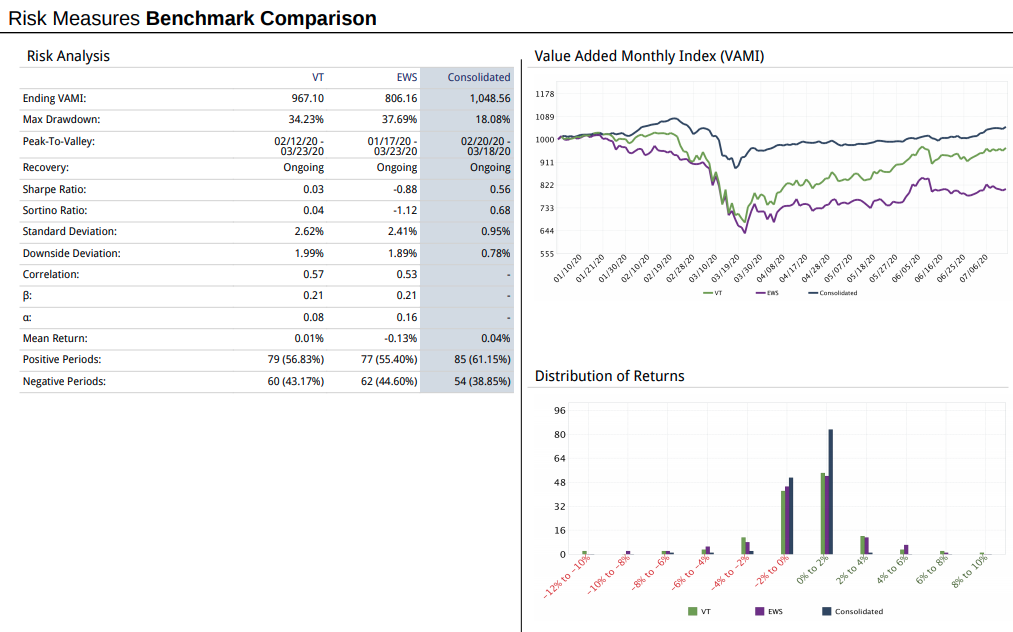 Risk Measures Benchmark Comparison
Risk Analysis
VT EWS Consolidated
Ending VAMI: 967.10 806.16 1,048.56
Max Drawdown: 34.23% 37.69% 18.08%
Peak-To-Valley: 02/12/20 - 03/23/20 01/17/20 - 03/23/20 02/20/20 - 03/18/20
Recovery: Ongoing Ongoing Ongoing
Sharpe Ratio: 0.03 -0.88 0.56
Sortino Ratio: 0.04 -1.12 0.68
Standard Deviation: 2.62% 2.41% 0.95%
Downside Deviation: 1.99% 1.89% 0.78%
Correlation: 0.57 0.53 -
β: 0.21 0.21 -
α: 0.08 0.16 -
Mean Return: 0.01% -0.13% 0.04%
Positive Periods: 79 (56.83%) 77 (55.40%) 85 (61.15%)
Negative Periods: 60 (43.17%) 62 (44.60%) 54 (38.85%)
Value Added Monthly Index (VAMI)
1178
1089
1000
911
822
733
644
555
01/10/20 01/21/20 01/30/20 02/10/20 02/19/20 02/28/20 03/10/20 03/19/20 03/30/20 04/08/20 04/17/20 04/28/20 05/07/20 05/18/20 05/27/20 06/05/20 06/16/20 06/25/20 07/06/20
VT EWS Consolidated
Distribution of Returns
96
80
64
48
32
16
0
−12% to −10% −10% to −8% −8% to −6% −6% to −4% −4% to −2% −2% to 0% 0% to 2% 2% to 4% 4% to 6% 6% to 8% 8% to 10%
VT EWS Consolidated